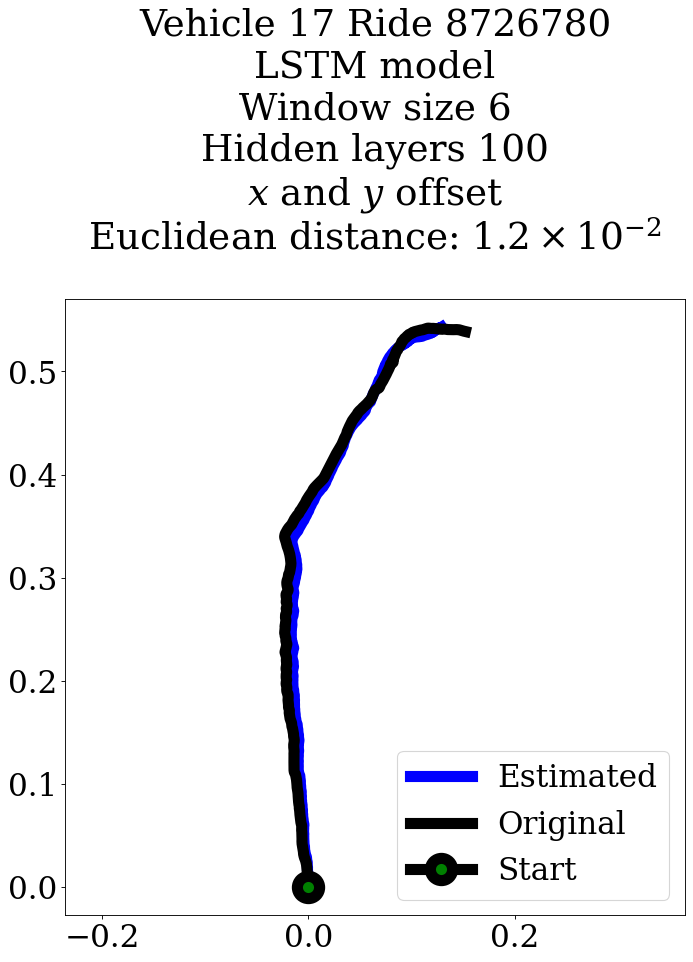 Vehicle 17 Ride 8726780
LSTM model
Window size 6
Hidden layers 100
x and y offset
Euclidean distance: 1.2 × 10⁻²
0.5
0.4
0.3
0.2
0.1
0.0
Estimated
Original
Start
−0.2 0.0 0.2